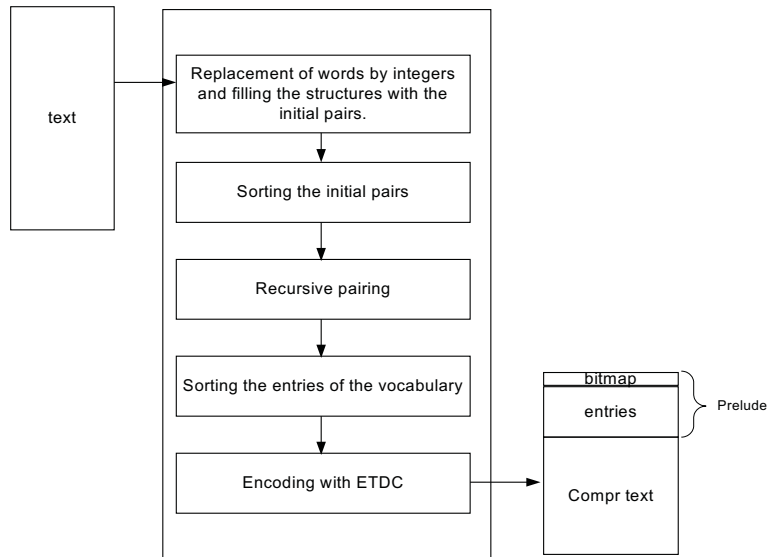 text
Replacement of words by integers
and filling the structures with the
initial pairs.
Sorting the initial pairs
Recursive pairing
Sorting the entries of the vocabulary
Encoding with ETDC
bitmap
entries
Prelude
Compr text